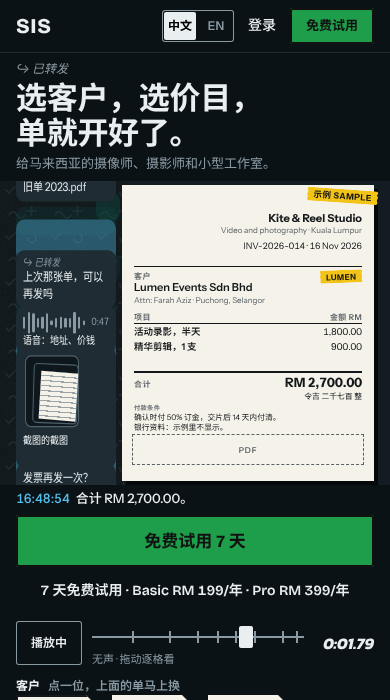 SIS
中文 EN 登录 免费试用
↪ 已转发
选客户，选价目，
单就开好了。
给马来西亚的摄像师、摄影师和小型工作室。
旧单 2023.pdf
↪ 已转发
上次那张单，可以
再发吗
0:47
语音：地址、价钱
截图的截图
发票再发一次？
示例 SAMPLE
Kite & Reel Studio
Video and photography · Kuala Lumpur
INV-2026-014 · 16 Nov 2026
客户 LUMEN
Lumen Events Sdn Bhd
Attn: Farah Aziz · Puchong, Selangor
项目 金额 RM
活动录影，半天 1,800.00
精华剪辑，1 支 900.00
合计 RM 2,700.00
令吉 二千七百 整
付款条件
确认时付 50% 订金，交片后 14 天内付清。
银行资料：示例里不显示。
PDF
16:48:54 合计 RM 2,700.00。
免费试用 7 天
7 天免费试用 · Basic RM 199/年 · Pro RM 399/年
播放中 0:01.79
无声 · 拖动逐格看
客户 点一位，上面的单马上换